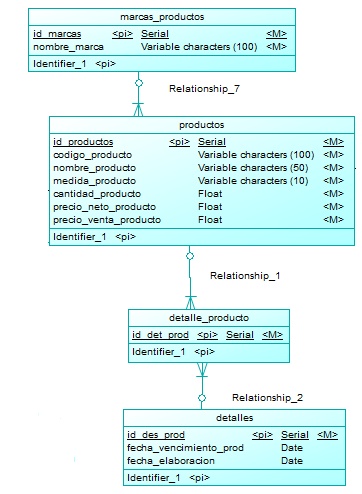 marcas_productos
id_marcas <pi> Serial <M>
nombre_marca Variable characters (100) <M>
Identifier_1 <pi>
Relationship_7
productos
id_productos <pi> Serial <M>
codigo_producto Variable characters (100) <M>
nombre_producto Variable characters (50) <M>
medida_producto Variable characters (10) <M>
cantidad_producto Float <M>
precio_neto_producto Float <M>
precio_venta_producto Float <M>
Identifier_1 <pi>
Relationship_1
detalle_producto
id_det_prod <pi> Serial <M>
Identifier_1 <pi>
Relationship_2
detalles
id_des_prod <pi> Serial <M>
fecha_vencimiento_prod Date
fecha_elaboracion Date
Identifier_1 <pi>